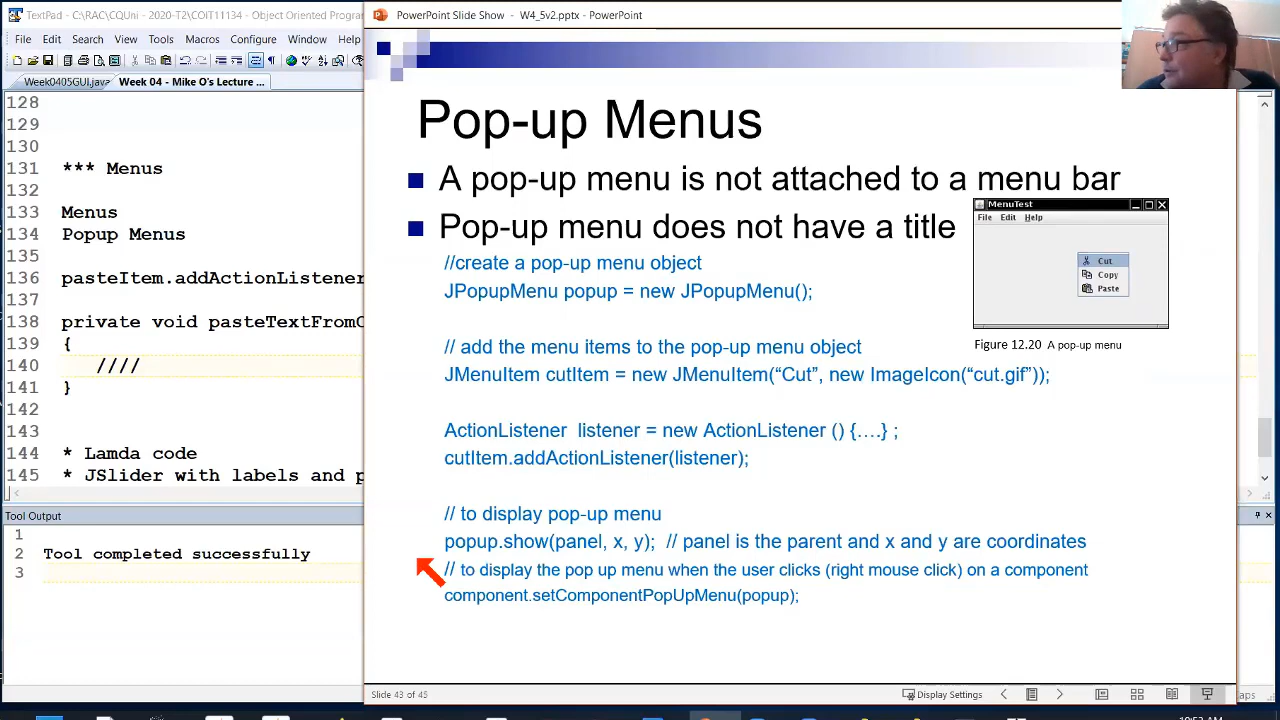 TextPad - C:\RAC\CQUni - 2020-T2\COIT11134 - Object Oriented Progra
File Edit Search View Tools Macros Configure Window Help
Week0405GUI.java
Week 04 - Mike O's Lecture ...
128
129
130
131 *** Menus
132
133 Menus
134 Popup Menus
135
136 pasteItem.addActionListener
137
138 private void pasteTextFromC
139 {
140 ////
141 }
142
143
144 * Lamda code
145 * JSlider with labels and p
Tool Output
1
2 Tool completed successfully
3
PowerPoint Slide Show - W4_5v2.pptx - PowerPoint
Pop-up Menus
A pop-up menu is not attached to a menu bar
Pop-up menu does not have a title
//create a pop-up menu object
JPopupMenu popup = new JPopupMenu();
// add the menu items to the pop-up menu object
JMenuItem cutItem = new JMenuItem(“Cut”, new ImageIcon(“cut.gif”));
ActionListener listener = new ActionListener () {….} ;
cutItem.addActionListener(listener);
// to display pop-up menu
popup.show(panel, x, y); // panel is the parent and x and y are coordinates
// to display the pop up menu when the user clicks (right mouse click) on a component
component.setComponentPopUpMenu(popup);
MenuTest
File Edit Help
Cut
Copy
Paste
Figure 12.20 A pop-up menu
Slide 43 of 45
Display Settings